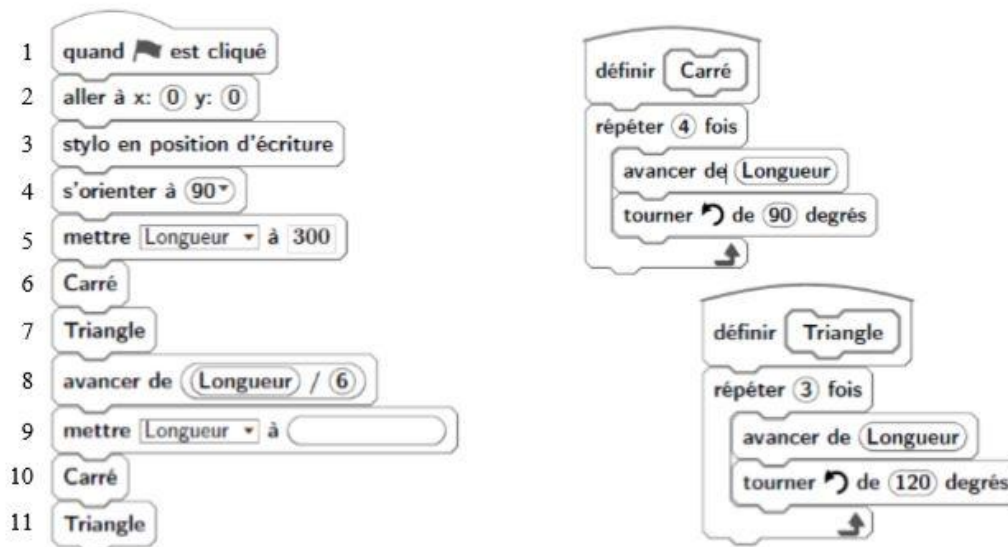 1 quand est cliqué
2 aller à x: 0 y: 0
3 stylo en position d'écriture
4 s'orienter à 90
5 mettre Longueur à 300
6 Carré
7 Triangle
8 avancer de Longueur / 6
9 mettre Longueur à
10 Carré
11 Triangle
définir Carré
répéter 4 fois
avancer de Longueur
tourner de 90 degrés
définir Triangle
répéter 3 fois
avancer de Longueur
tourner de 120 degrés